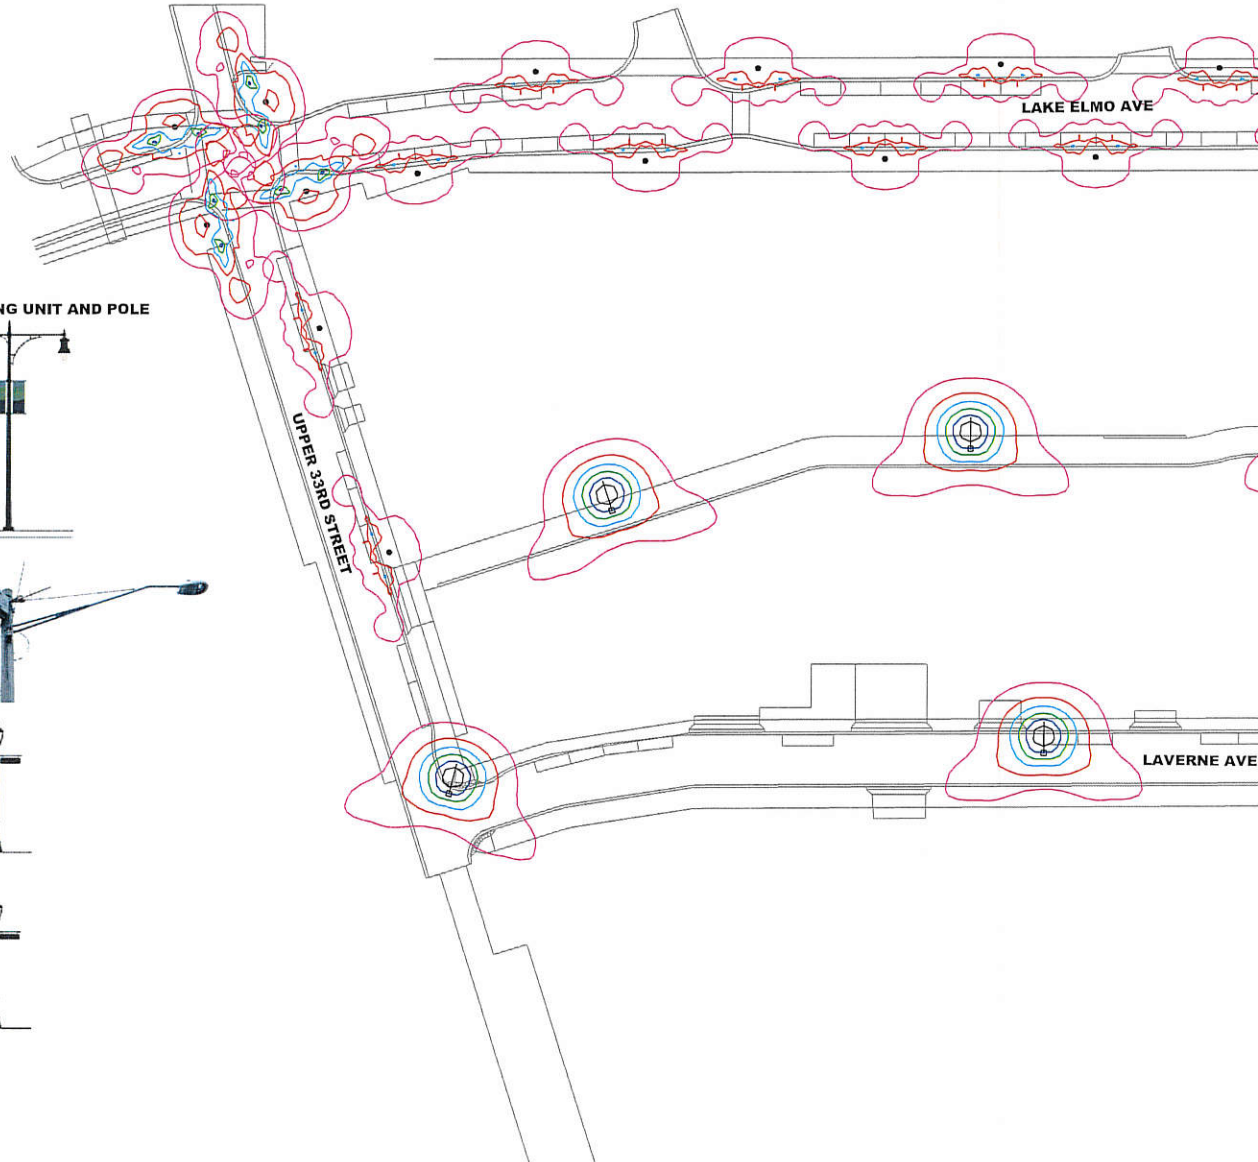 LAKE ELMO AVE
NG UNIT AND POLE
UPPER 33RD STREET
LAVERNE AVE